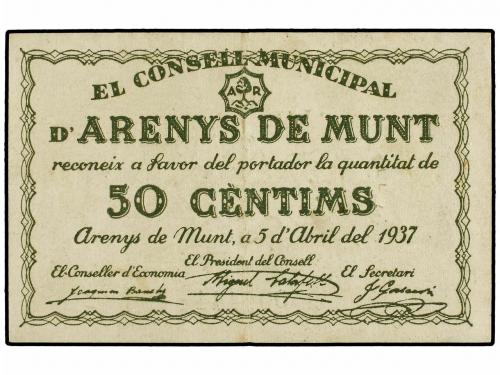 EL CONSELL MUNICIPAL
A R
D'ARENYS DE MUNT
reconeix a favor del portador la quantitat de
50 CÈNTIMS
Arenys de Munt, a 5 d'Abril del 1937
El President del Consell
El Conseller d'Economia
El Secretari